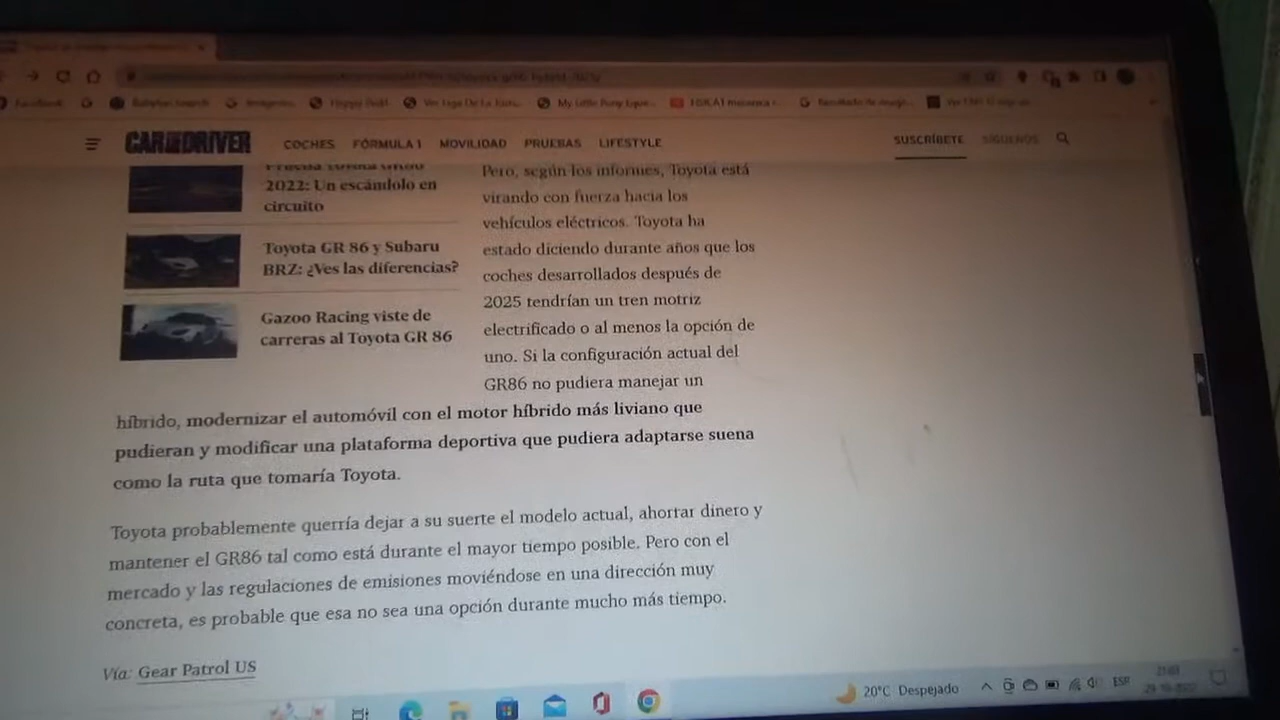 CAR AND DRIVER
COCHES FÓRMULA 1 MOVILIDAD PRUEBAS LIFESTYLE
SUSCRÍBETE SÍGUENOS
2022: Un escándolo en
circuito
Toyota GR 86 y Subaru
BRZ: ¿Ves las diferencias?
Gazoo Racing viste de
carreras al Toyota GR 86
Pero, según los informes, Toyota está
virando con fuerza hacia los
vehículos eléctricos. Toyota ha
estado diciendo durante años que los
coches desarrollados después de
2025 tendrían un tren motriz
electrificado o al menos la opción de
uno. Si la configuración actual del
GR86 no pudiera manejar un
híbrido, modernizar el automóvil con el motor híbrido más liviano que
pudieran y modificar una plataforma deportiva que pudiera adaptarse suena
como la ruta que tomaría Toyota.
Toyota probablemente querría dejar a su suerte el modelo actual, ahorrar dinero y
mantener el GR86 tal como está durante el mayor tiempo posible. Pero con el
mercado y las regulaciones de emisiones moviéndose en una dirección muy
concreta, es probable que esa no sea una opción durante mucho más tiempo.
Vía: Gear Patrol US
20°C Despejado
ESP